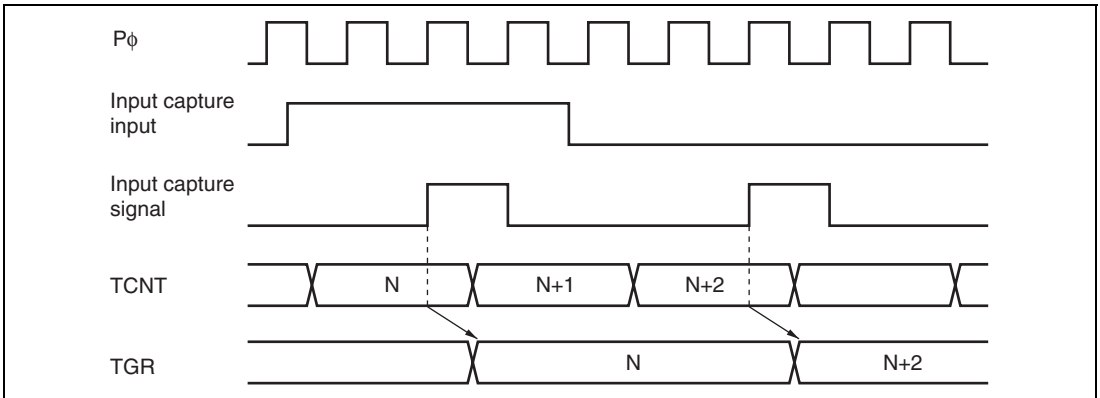 Pϕ
Input capture
input
Input capture
signal
TCNT
N
N+1
N+2
TGR
N
N+2